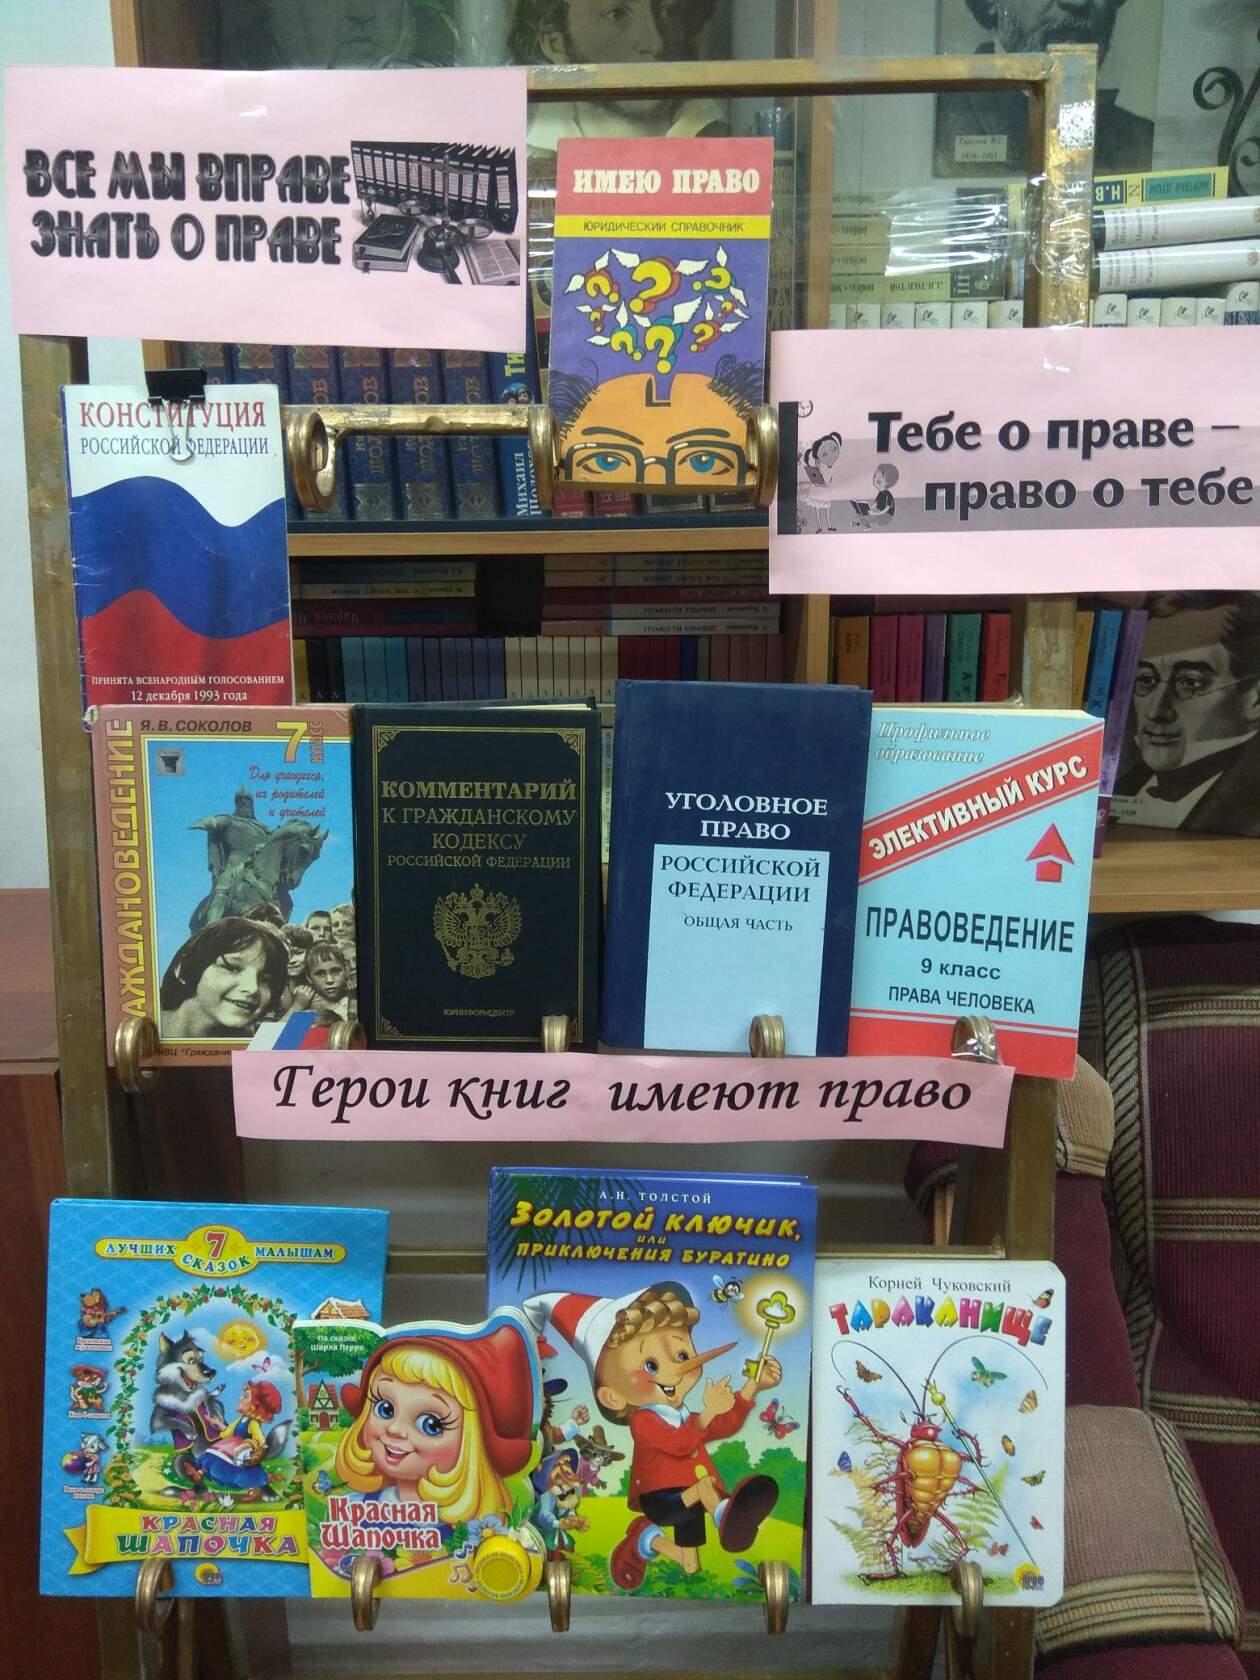 ВСЕ МЫ ВПРАВЕ
ЗНАТЬ О ПРАВЕ
ИМЕЮ ПРАВО
ЮРИДИЧЕСКИЙ СПРАВОЧНИК
Тебе о праве –
право о тебе
КОНСТИТУЦИЯ
РОССИЙСКОЙ ФЕДЕРАЦИИ
ПРИНЯТА ВСЕНАРОДНЫМ ГОЛОСОВАНИЕМ
12 декабря 1993 года
Михаил
Я. В. СОКОЛОВ
7 КЛАСС
АЖДАНОВЕДЕНИЕ
Для учащихся,
их родителей
и учителей
КОММЕНТАРИЙ
К ГРАЖДАНСКОМУ
КОДЕКСУ
РОССИЙСКОЙ ФЕДЕРАЦИИ
ЮРИНФОРМЦЕНТР
УГОЛОВНОЕ
ПРАВО
РОССИЙСКОЙ
ФЕДЕРАЦИИ
ОБЩАЯ ЧАСТЬ
Профильное
образование
ЭЛЕКТИВНЫЙ КУРС
ПРАВОВЕДЕНИЕ
9 класс
ПРАВА ЧЕЛОВЕКА
Герои книг имеют право
7
ЛУЧШИХ СКАЗОК МАЛЫШАМ
КРАСНАЯ
ШАПОЧКА
По сказке
Шарля Перро
Красная
Шапочка
А.Н. ТОЛСТОЙ
ЗОЛОТОЙ КЛЮЧИК,
ИЛИ
ПРИКЛЮЧЕНИЯ БУРАТИНО
Корней Чуковский
ТАРАКАНИЩЕ